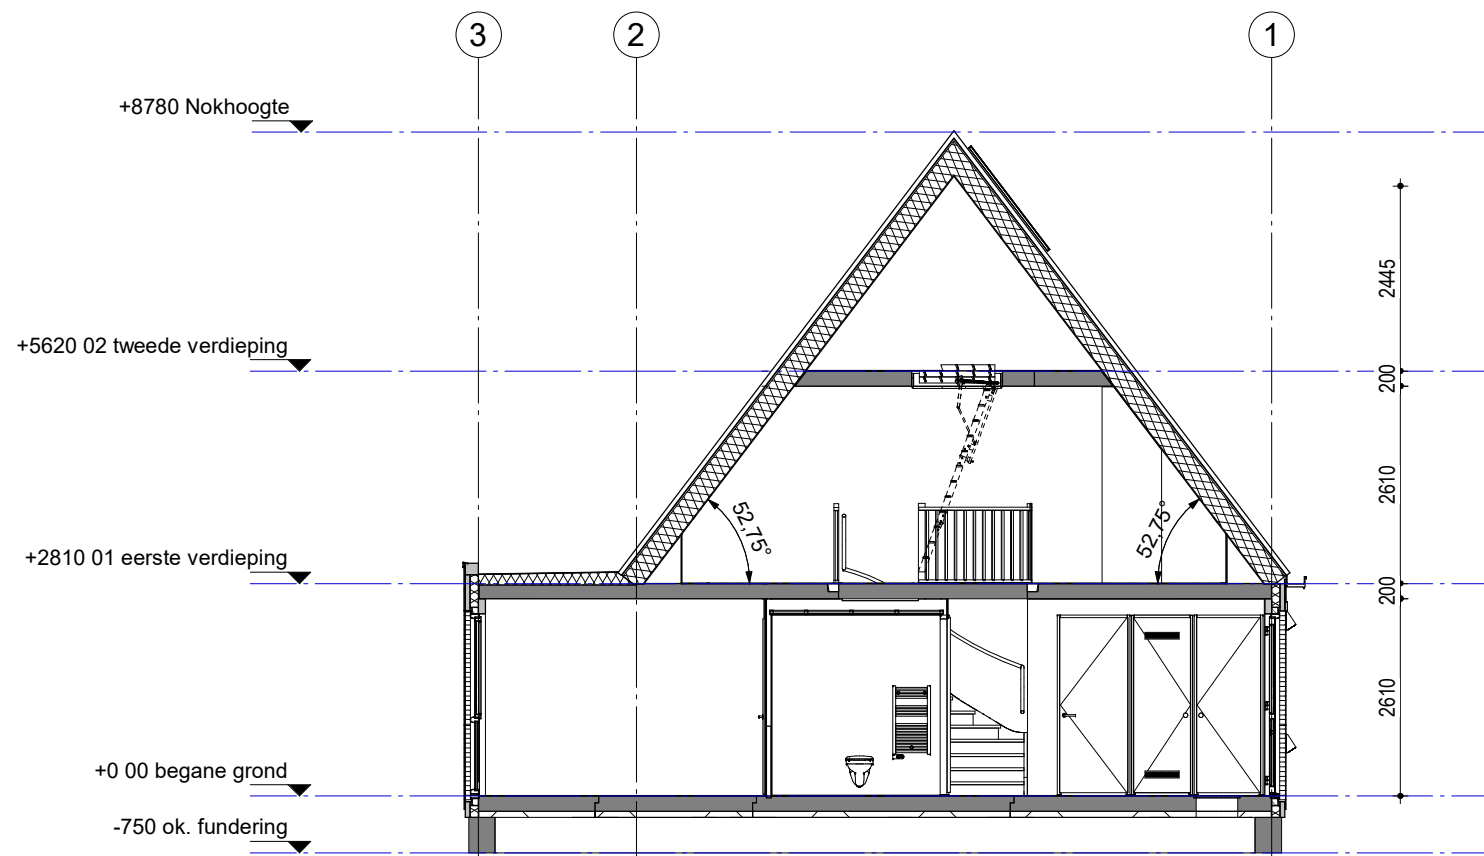 3
2
1
+8780 Nokhoogte
2445
+5620 02 tweede verdieping
200
2610
52,75°
52,75°
+2810 01 eerste verdieping
200
2610
+0 00 begane grond
-750 ok. fundering